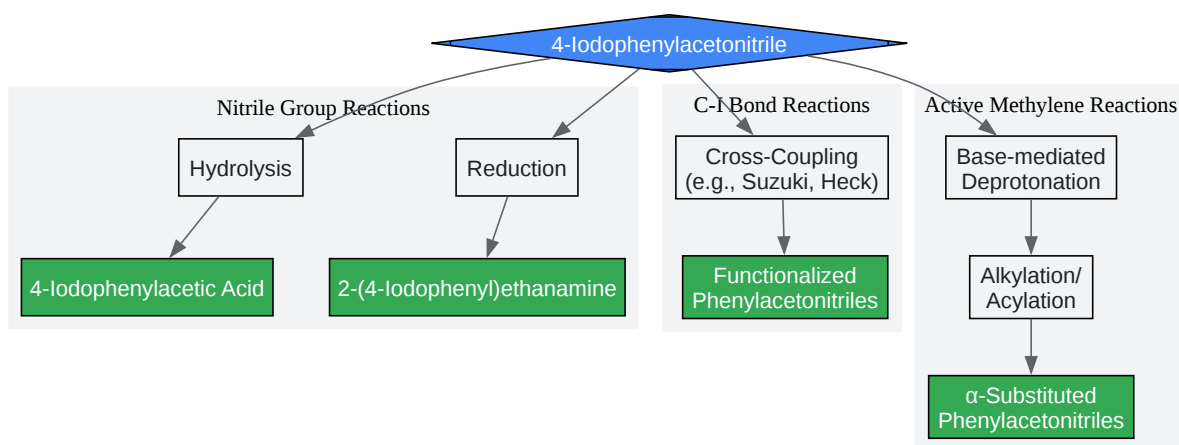 4-Iodophenylacetonitrile
Nitrile Group Reactions
C-I Bond Reactions
Active Methylene Reactions
Hydrolysis
Reduction
Cross-Coupling
(e.g., Suzuki, Heck)
Base-mediated
Deprotonation
4-Iodophenylacetic Acid
2-(4-Iodophenyl)ethanamine
Functionalized
Phenylacetonitriles
Alkylation/
Acylation
α-Substituted
Phenylacetonitriles